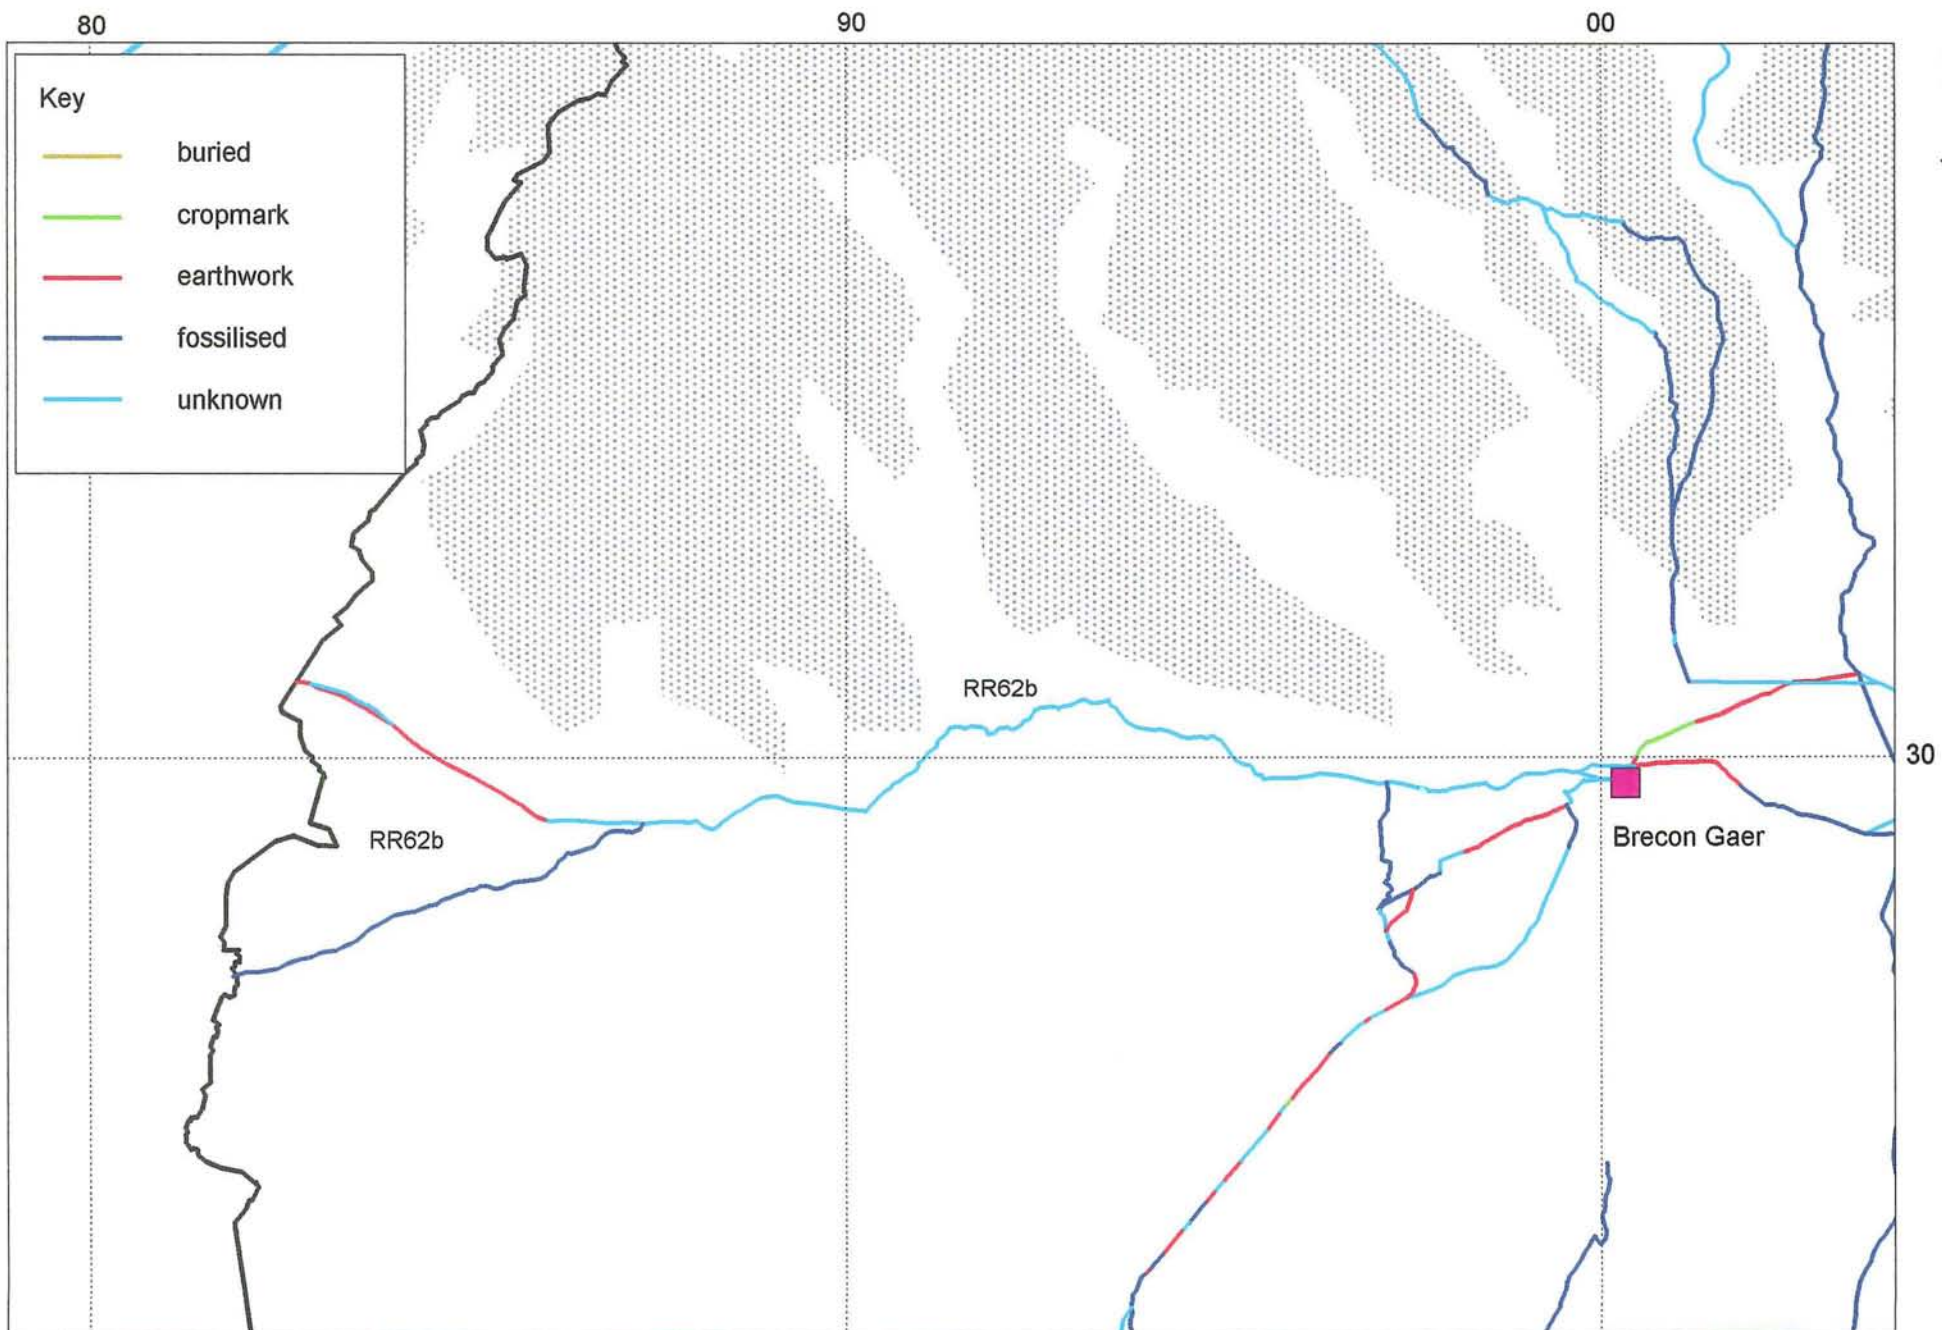 80
90
00
Key
buried
cropmark
earthwork
fossilised
unknown
RR62b
30
RR62b
Brecon Gaer